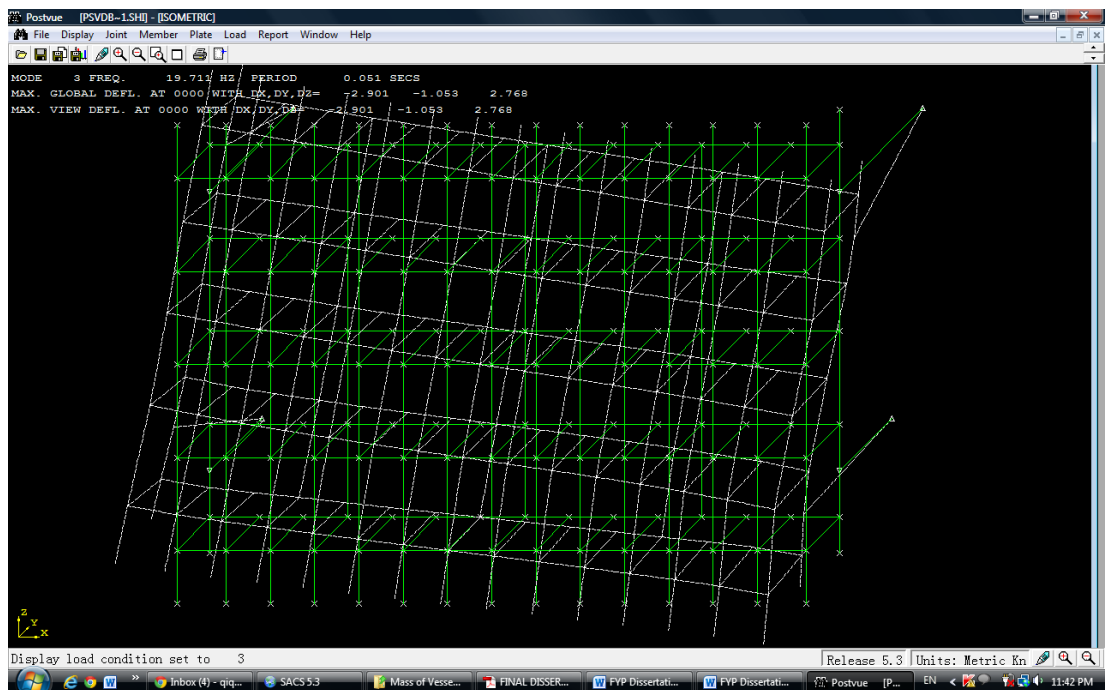 Postvue [PSVDB~1.SHI] - [ISOMETRIC]
File Display Joint Member Plate Load Report Window Help
MODE 3 FREQ. 19.711 HZ PERIOD 0.051 SECS
MAX. GLOBAL DEFL. AT 0000 WITH DX,DY,DZ= -2.901 -1.053 2.768
MAX. VIEW DEFL. AT 0000 WITH DX,DY,DZ= -2.901 -1.053 2.768
Z
Y
X
Display load condition set to 3
Release 5.3 Units: Metric Kn
» Inbox (4) - qiq... SACS 5.3 Mass of Vesse... FINAL DISSER... FYP Dissertati... FYP Dissertati... Postvue [P... EN < 11:42 PM